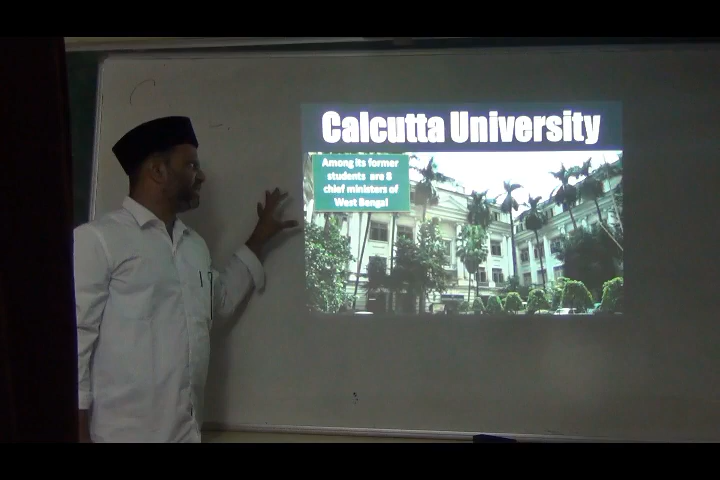 Calcutta University
Among its former
students are 8
chief ministers of
West Bengal